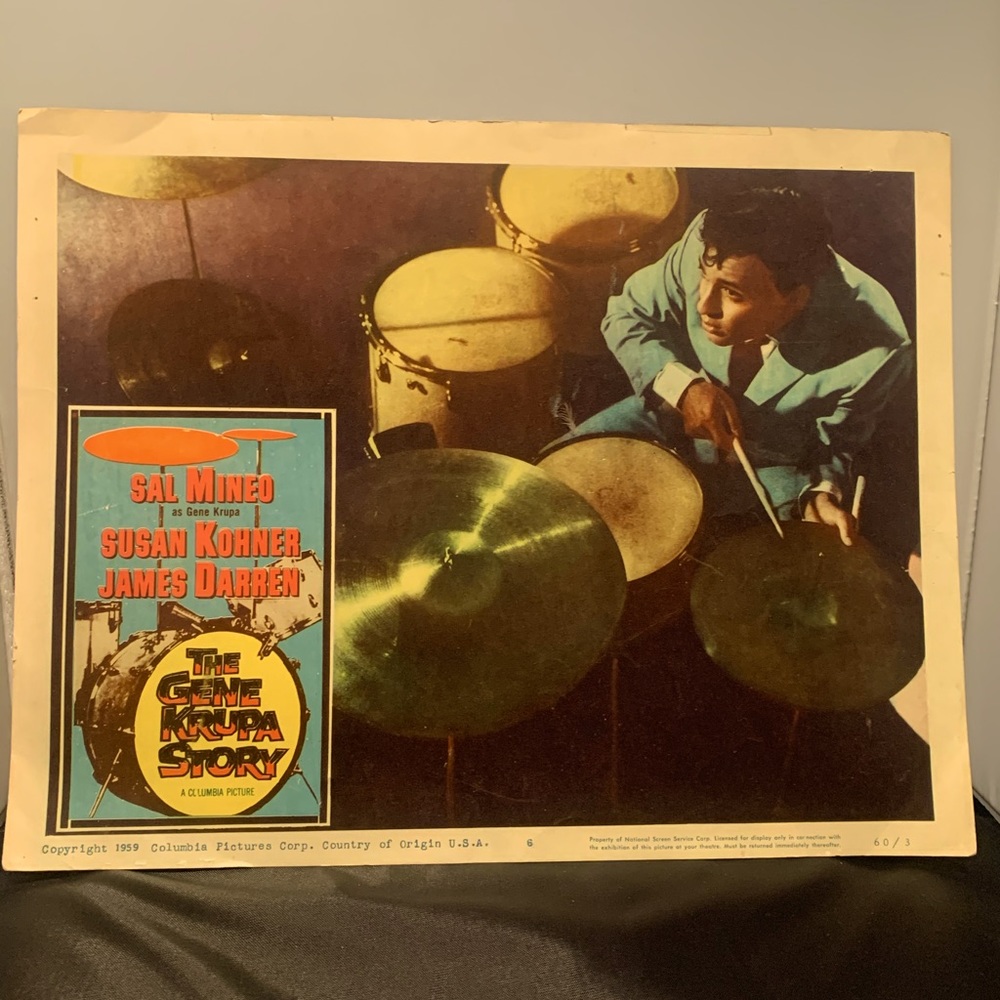 SAL MINEO
as Gene Krupa
SUSAN KOHNER
JAMES DARREN
THE
GENE
KRUPA
STORY
A COLUMBIA PICTURE
Copyright 1959 Columbia Pictures Corp. Country of Origin U.S.A. 6
Property of National Screen Service Corp. Licensed for display only in connection with
the exhibition of this picture at your theatre. Must be returned immediately thereafter.
60/3